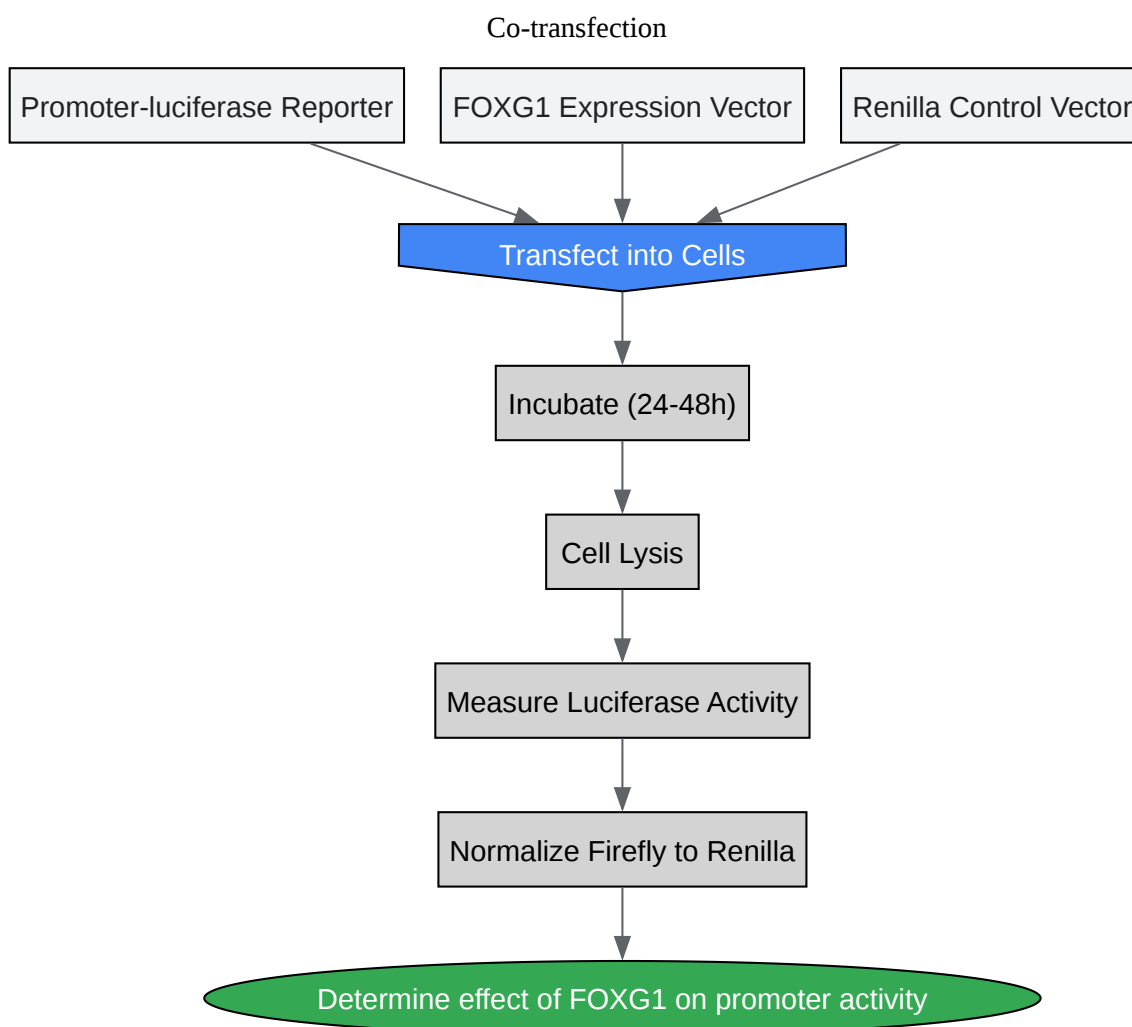 Co-transfection
Promoter-luciferase Reporter
FOXG1 Expression Vector
Renilla Control Vector
Transfect into Cells
Incubate (24-48h)
Cell Lysis
Measure Luciferase Activity
Normalize Firefly to Renilla
Determine effect of FOXG1 on promoter activity